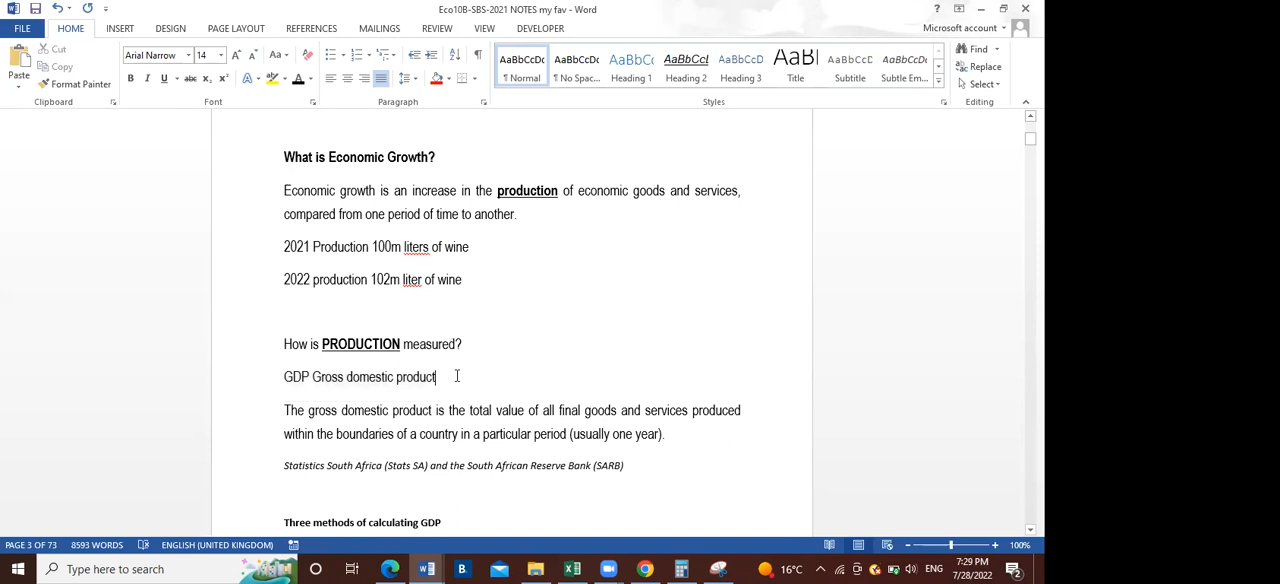 Eco10B-SBS-2021 NOTES my fav - Word
FILE HOME INSERT DESIGN PAGE LAYOUT REFERENCES MAILINGS REVIEW VIEW DEVELOPER Microsoft account
Paste
Cut
Copy
Format Painter
Clipboard
Arial Narrow 14
Font
Paragraph
AaBbCcDc AaBbCcDc AaBbCc AaBbCcI AaBbCcD AaBI AaBbCcC AaBbCcDt
¶ Normal ¶ No Spac... Heading 1 Heading 2 Heading 3 Title Subtitle Subtle Em...
Styles
Find
Replace
Select
Editing
What is Economic Growth?
Economic growth is an increase in the production of economic goods and services,
compared from one period of time to another.
2021 Production 100m liters of wine
2022 production 102m liter of wine
How is PRODUCTION measured?
GDP Gross domestic product
The gross domestic product is the total value of all final goods and services produced
within the boundaries of a country in a particular period (usually one year).
Statistics South Africa (Stats SA) and the South African Reserve Bank (SARB)
Three methods of calculating GDP
PAGE 3 OF 73 8593 WORDS ENGLISH (UNITED KINGDOM) 100%
Type here to search
16°C ENG
7:29 PM
7/28/2022